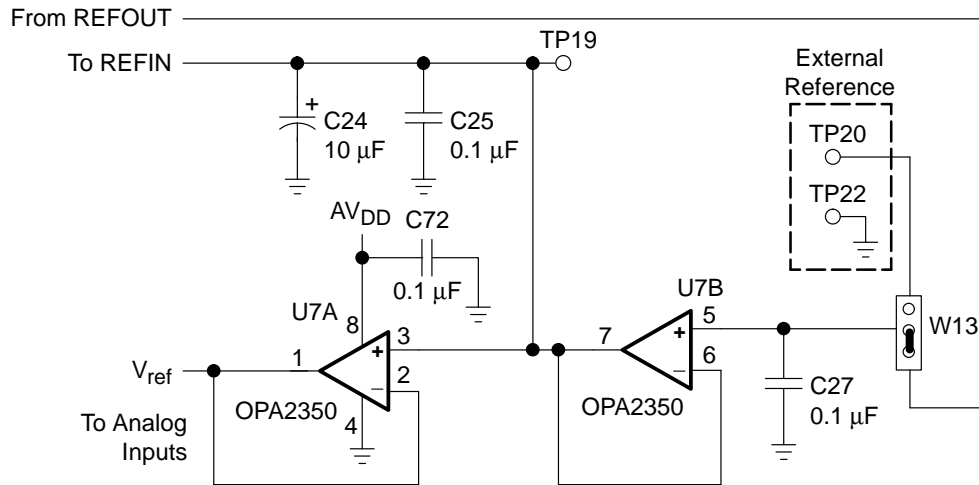 From REFOUT
To REFIN
TP19
External
Reference
TP20
TP22
+
C24
10 μF
C25
0.1 μF
AVDD
C72
0.1 μF
U7A
8
3
+
1
2
−
Vref
OPA2350
4
To Analog
Inputs
U7B
5
+
7
6
−
OPA2350
C27
0.1 μF
W13